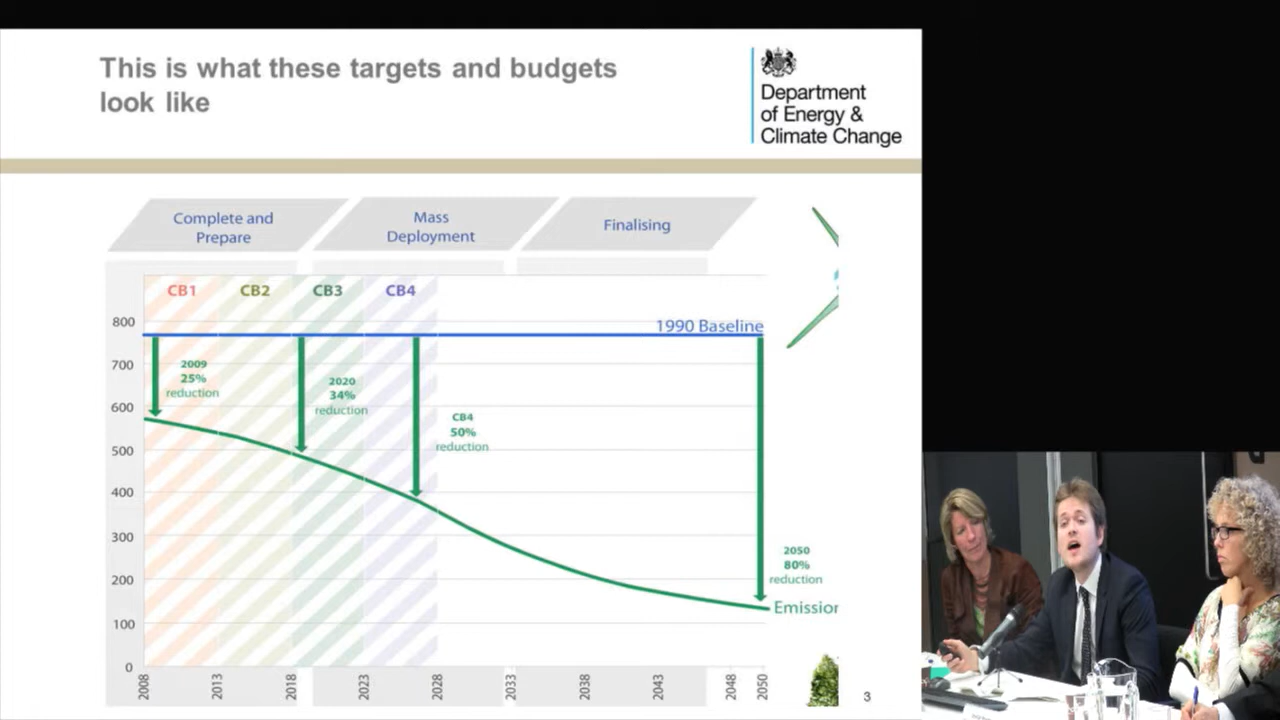 This is what these targets and budgets
look like
Department
of Energy &
Climate Change
Complete and
Prepare
Mass
Deployment
Finalising
CB1
CB2
CB3
CB4
1990 Baseline
800
700
600
500
400
300
200
100
0
2009
25%
reduction
2020
34%
reduction
CB4
50%
reduction
2050
80%
reduction
Emission
2008
2013
2018
2023
2028
2033
2038
2043
2048
2050
3